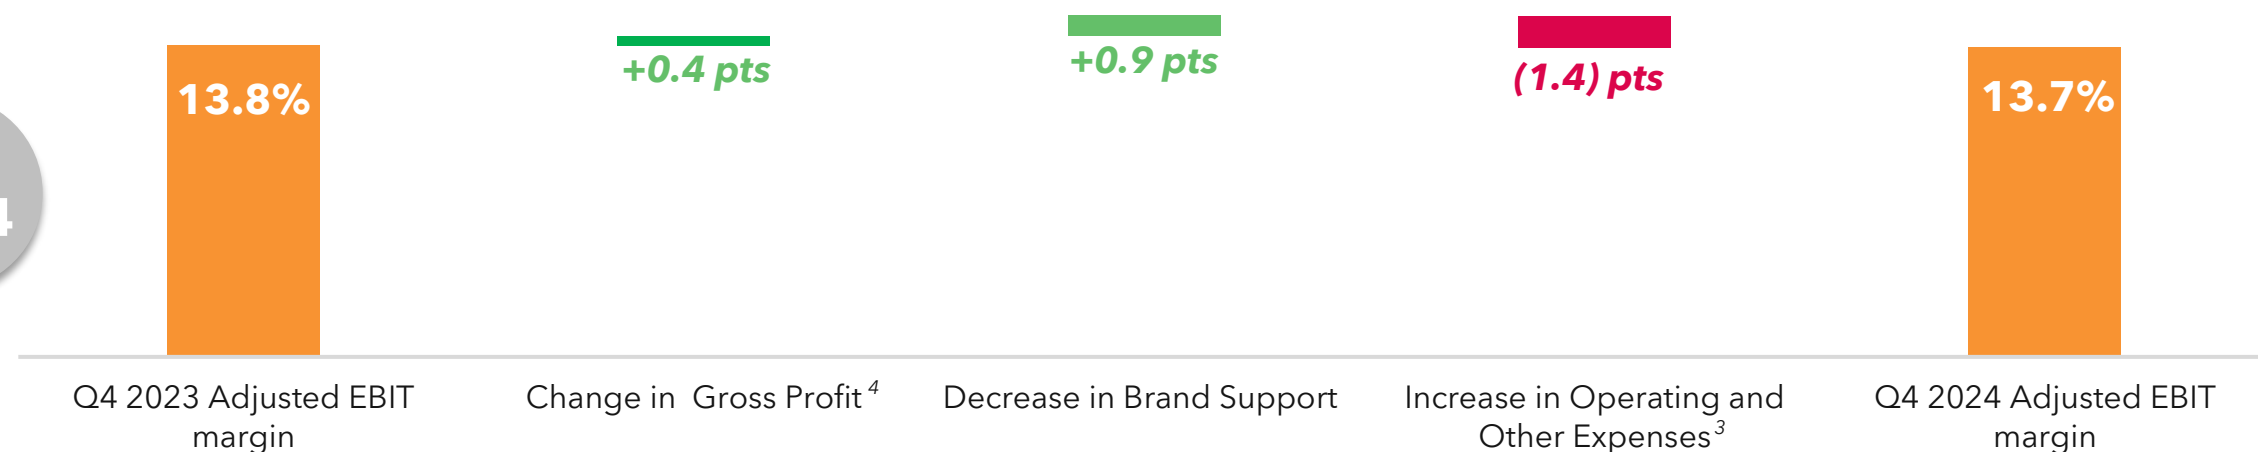 13.8%
+0.4 pts
+0.9 pts
(1.4) pts
13.7%
4
Q4 2023 Adjusted EBIT
margin
Change in Gross Profit 4
Decrease in Brand Support
Increase in Operating and
Other Expenses 3
Q4 2024 Adjusted EBIT
margin